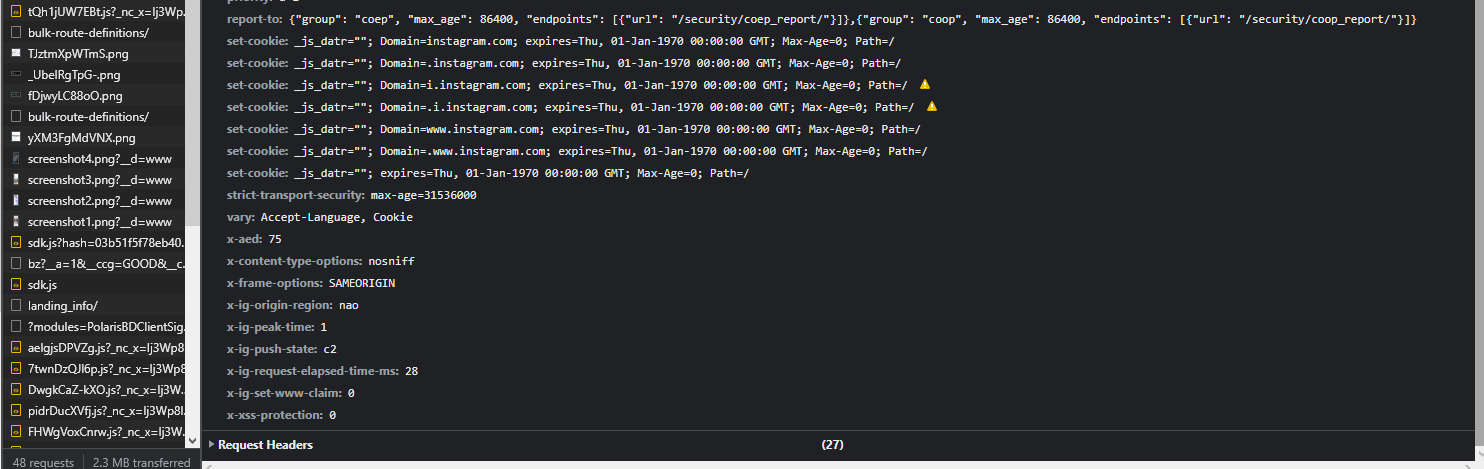 tQh1jUW7EBt.js?_nc_x=Ij3Wp
bulk-route-definitions/
TJztmXpWTmS.png
_UbelRgTpG-.png
fDjwyLC88oO.png
bulk-route-definitions/
yXM3FgMdVNX.png
screenshot4.png?__d=www
screenshot3.png?__d=www
screenshot2.png?__d=www
screenshot1.png?__d=www
sdk.js?hash=03b51f5f78eb40.
bz?__a=1&__ccg=GOOD&__c.
sdk.js
landing_info/
?modules=PolarisBDClientSig.
aelgjsDPVZg.js?_nc_x=Ij3Wp8
7twnDzQJl6p.js?_nc_x=Ij3Wp8
DwgkCaZ-kXO.js?_nc_x=Ij3W.
pidrDucXVfj.js?_nc_x=Ij3Wp8l
FHWgVoxCnrw.js?_nc_x=Ij3W.
48 requests 2.3 MB transferred
report-to: {"group": "coep", "max_age": 86400, "endpoints": [{"url": "/security/coep_report/"}]},{"group": "coop", "max_age": 86400, "endpoints": [{"url": "/security/coop_report/"}]}
set-cookie: _js_datr=""; Domain=instagram.com; expires=Thu, 01-Jan-1970 00:00:00 GMT; Max-Age=0; Path=/
set-cookie: _js_datr=""; Domain=.instagram.com; expires=Thu, 01-Jan-1970 00:00:00 GMT; Max-Age=0; Path=/
set-cookie: _js_datr=""; Domain=i.instagram.com; expires=Thu, 01-Jan-1970 00:00:00 GMT; Max-Age=0; Path=/
set-cookie: _js_datr=""; Domain=.i.instagram.com; expires=Thu, 01-Jan-1970 00:00:00 GMT; Max-Age=0; Path=/
set-cookie: _js_datr=""; Domain=www.instagram.com; expires=Thu, 01-Jan-1970 00:00:00 GMT; Max-Age=0; Path=/
set-cookie: _js_datr=""; Domain=.www.instagram.com; expires=Thu, 01-Jan-1970 00:00:00 GMT; Max-Age=0; Path=/
set-cookie: _js_datr=""; expires=Thu, 01-Jan-1970 00:00:00 GMT; Max-Age=0; Path=/
strict-transport-security: max-age=31536000
vary: Accept-Language, Cookie
x-aed: 75
x-content-type-options: nosniff
x-frame-options: SAMEORIGIN
x-ig-origin-region: nao
x-ig-peak-time: 1
x-ig-push-state: c2
x-ig-request-elapsed-time-ms: 28
x-ig-set-www-claim: 0
x-xss-protection: 0
Request Headers (27)